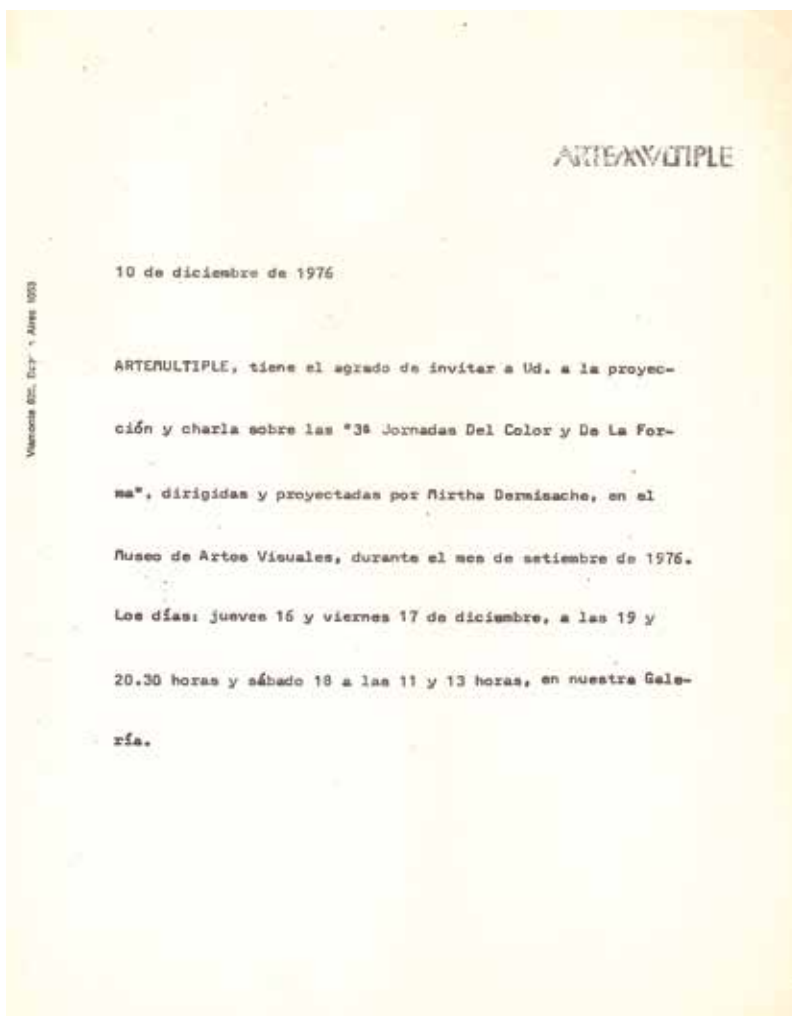 ARTEMULTIPLE
10 de diciembre de 1976
Viamonte Aires 1053
ARTEMULTIPLE, tiene el agrado de invitar a Ud. a la proyec-
ción y charla sobre las "3ª Jornadas Del Color y De La For-
ma", dirigidas y proyectadas por Mirtha Dermisache, en el
Museo de Artes Visuales, durante el mes de setiembre de 1976.
Los días: jueves 16 y viernes 17 de diciembre, a las 19 y
20.30 horas y sábado 18 a las 11 y 13 horas, en nuestra Gale-
ría.